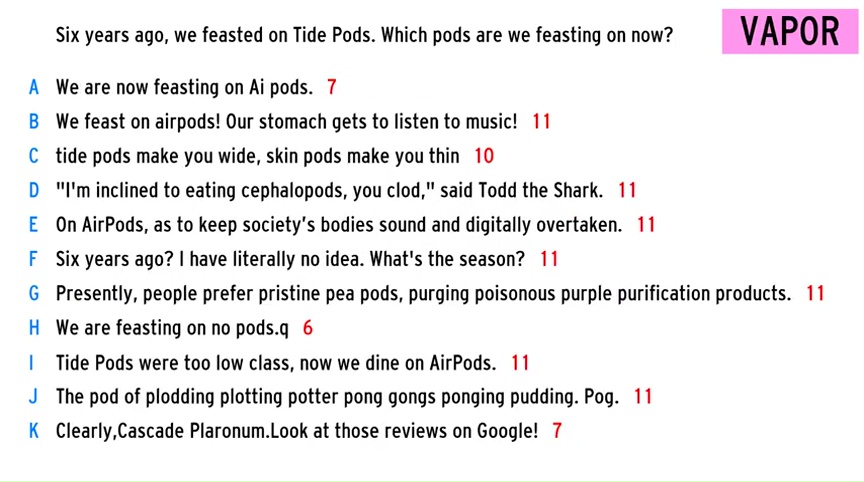 Six years ago, we feasted on Tide Pods. Which pods are we feasting on now?
VAPOR
A We are now feasting on Ai pods. 7
B We feast on airpods! Our stomach gets to listen to music! 11
C tide pods make you wide, skin pods make you thin 10
D "I'm inclined to eating cephalopods, you clod," said Todd the Shark. 11
E On AirPods, as to keep society’s bodies sound and digitally overtaken. 11
F Six years ago? I have literally no idea. What's the season? 11
G Presently, people prefer pristine pea pods, purging poisonous purple purification products. 11
H We are feasting on no pods.q 6
I Tide Pods were too low class, now we dine on AirPods. 11
J The pod of plodding plotting potter pong gongs ponging pudding. Pog. 11
K Clearly,Cascade Plaronum.Look at those reviews on Google! 7